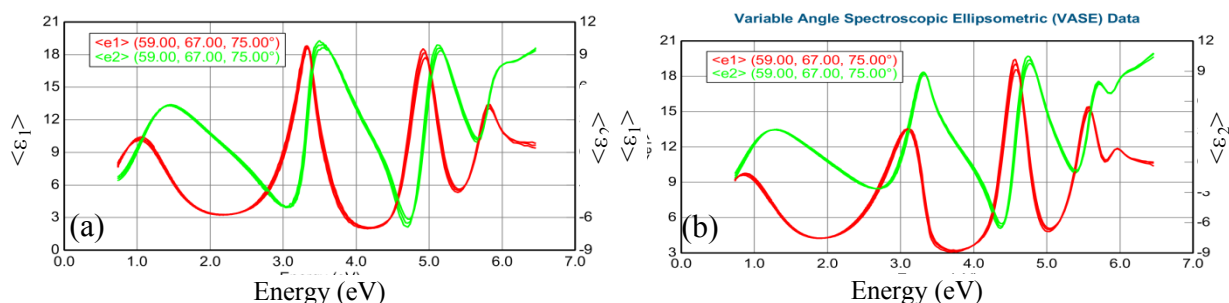 Variable Angle Spectroscopic Ellipsometric (VASE) Data
21
18
15
12
9
6
3
0
<ε₁>
<e1> (59.00, 67.00, 75.00°)
<e2> (59.00, 67.00, 75.00°)
(a)
12
9
-3
-6
-9
<ε₂>
0.0 1.0 2.0 3.0 4.0 5.0 6.0 7.0
Energy (eV)
21
18
15
12
9
6
3
<ε₁>
<e1> (59.00, 67.00, 75.00°)
<e2> (59.00, 67.00, 75.00°)
(b)
12
9
0
-3
-6
-9
<ε₂>
0.0 1.0 2.0 3.0 4.0 5.0 6.0 7.0
Energy (eV)